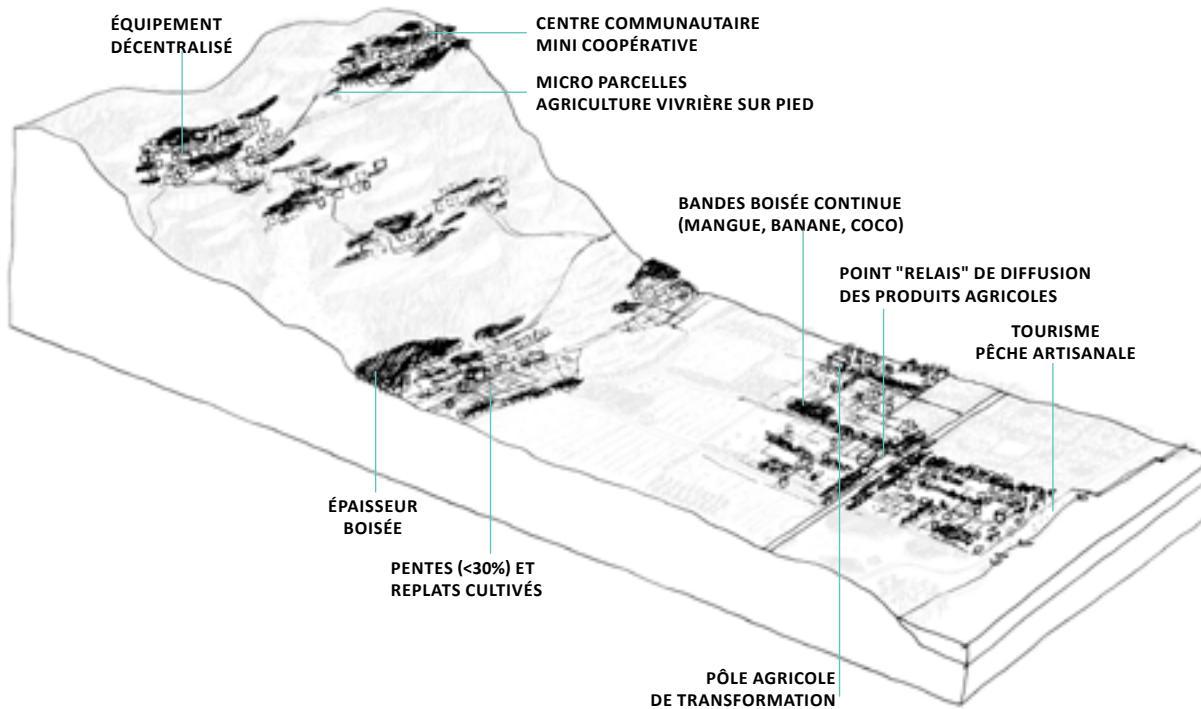 ÉQUIPEMENT
DÉCENTRALISÉ
CENTRE COMMUNAUTAIRE
MINI COOPÉRATIVE
MICRO PARCELLES
AGRICULTURE VIVRIÈRE SUR PIED
BANDES BOISÉE CONTINUE
(MANGUE, BANANE, COCO)
POINT "RELAIS" DE DIFFUSION
DES PRODUITS AGRICOLES
TOURISME
PÊCHE ARTISANALE
ÉPAISSEUR
BOISÉE
PENTES (<30%) ET
REPLATS CULTIVÉS
PÔLE AGRICOLE
DE TRANSFORMATION